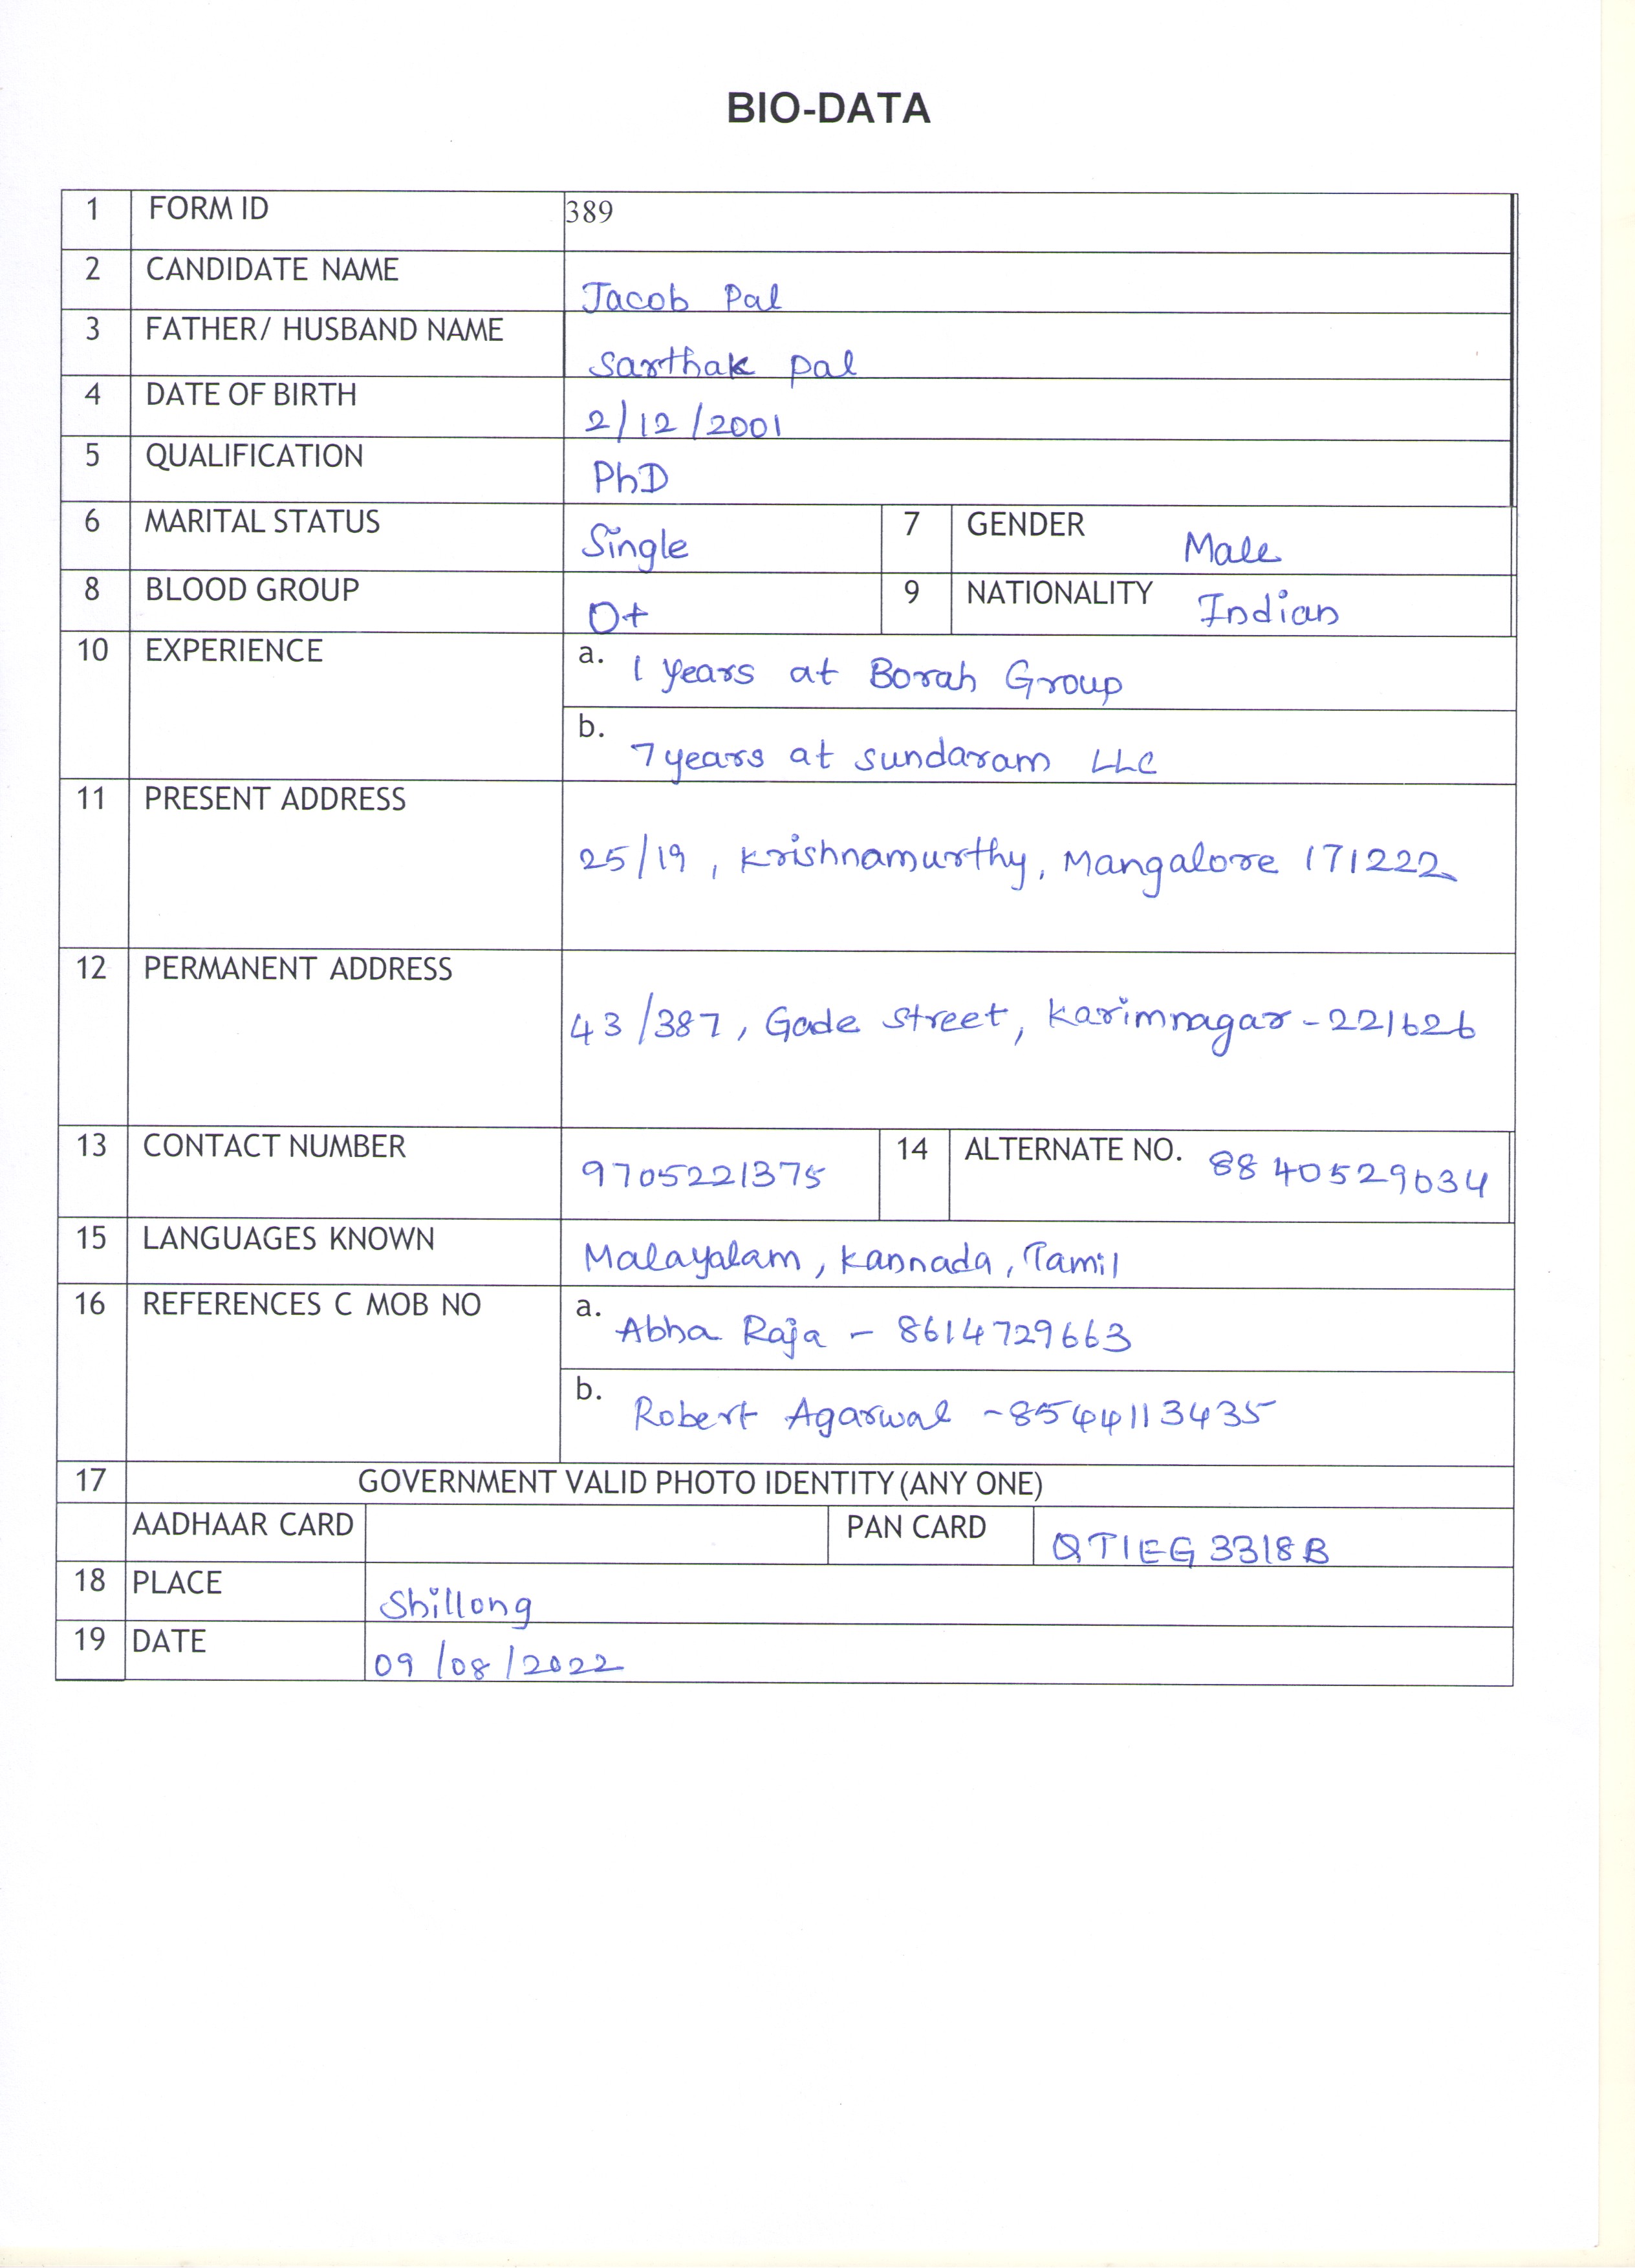 BIO-DATA
1 FORM ID 389
2 CANDIDATE NAME Jacob Pal
3 FATHER/ HUSBAND NAME Sarthak pal
4 DATE OF BIRTH 2/12/2001
5 QUALIFICATION PhD
6 MARITAL STATUS Single 7 GENDER Male
8 BLOOD GROUP O+ 9 NATIONALITY Indian
10 EXPERIENCE a. 1 years at Borah Group
b. 7 years at sundaram LLC
11 PRESENT ADDRESS 25/19, Krishnamurthy, Mangalore 171222
12 PERMANENT ADDRESS 43/387, Gade Street, Karimnagar-221626
13 CONTACT NUMBER 9705221375 14 ALTERNATE NO. 8840529634
15 LANGUAGES KNOWN Malayalam, Kannada, Tamil
16 REFERENCES C MOB NO a. Abha Raja - 8614729663
b. Robert Agarwal - 8544113435
17 GOVERNMENT VALID PHOTO IDENTITY (ANY ONE)
AADHAAR CARD PAN CARD QTIEG3318B
18 PLACE Shillong
19 DATE 09/08/2022